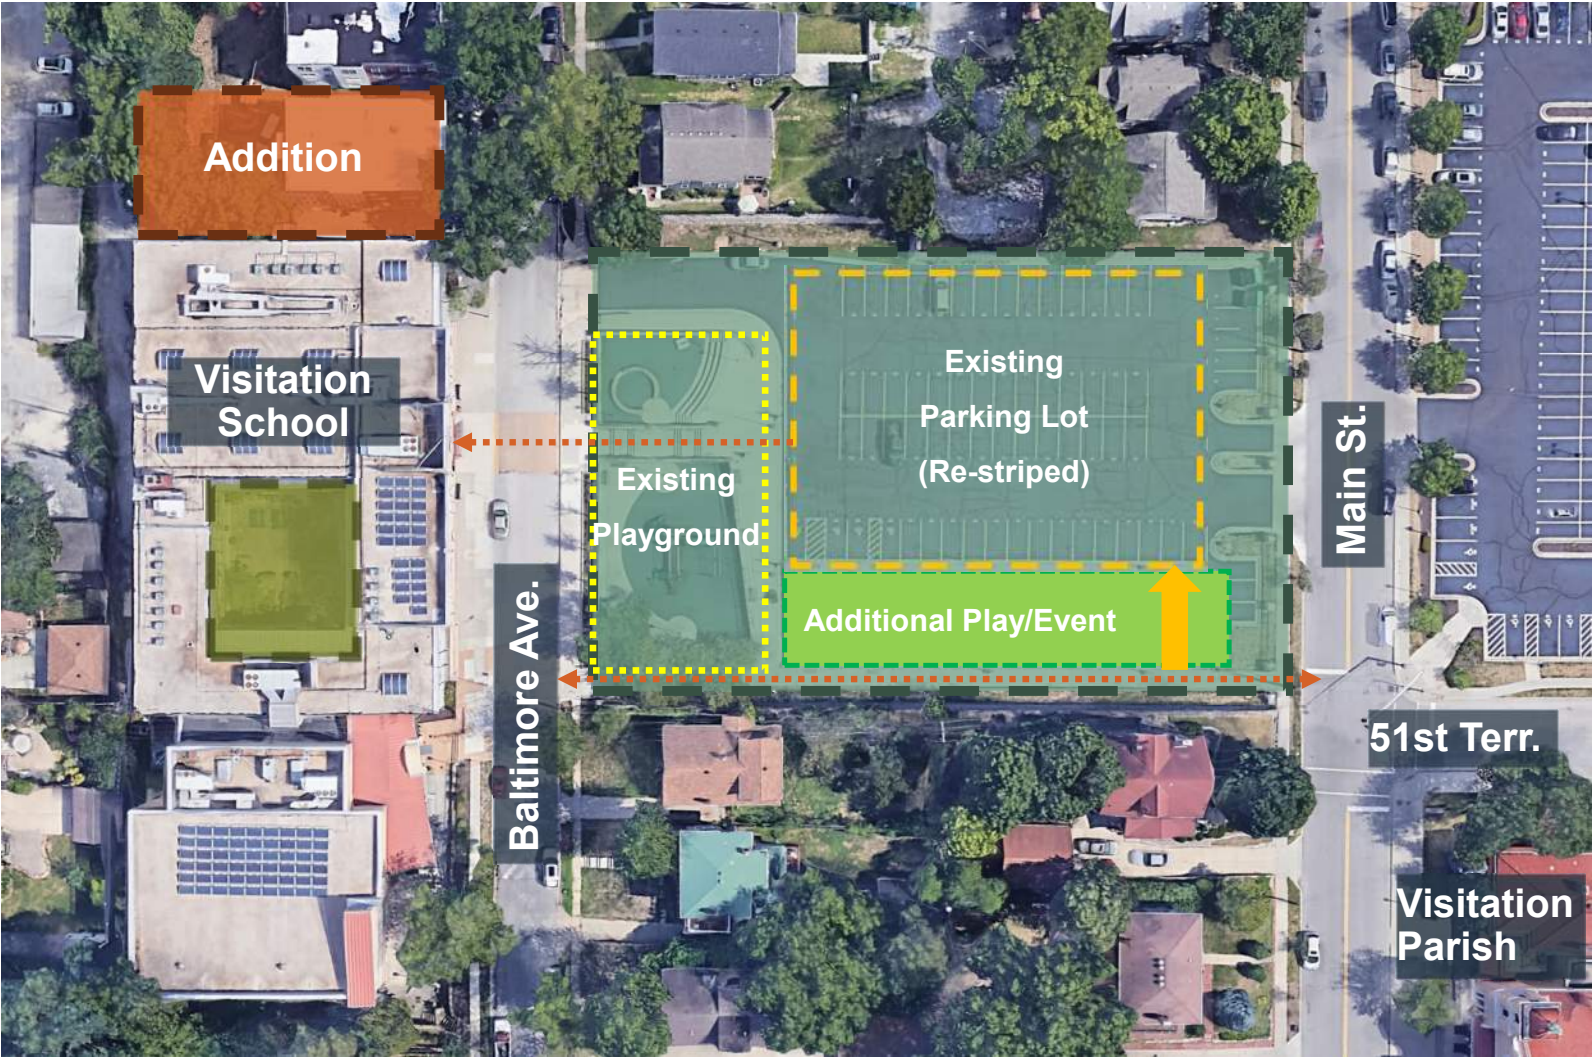 Addition
Visitation
School
Existing
Parking Lot
(Re-striped)
Existing
Playground
Additional Play/Event
Main St.
Baltimore Ave.
51st Terr.
Visitation
Parish